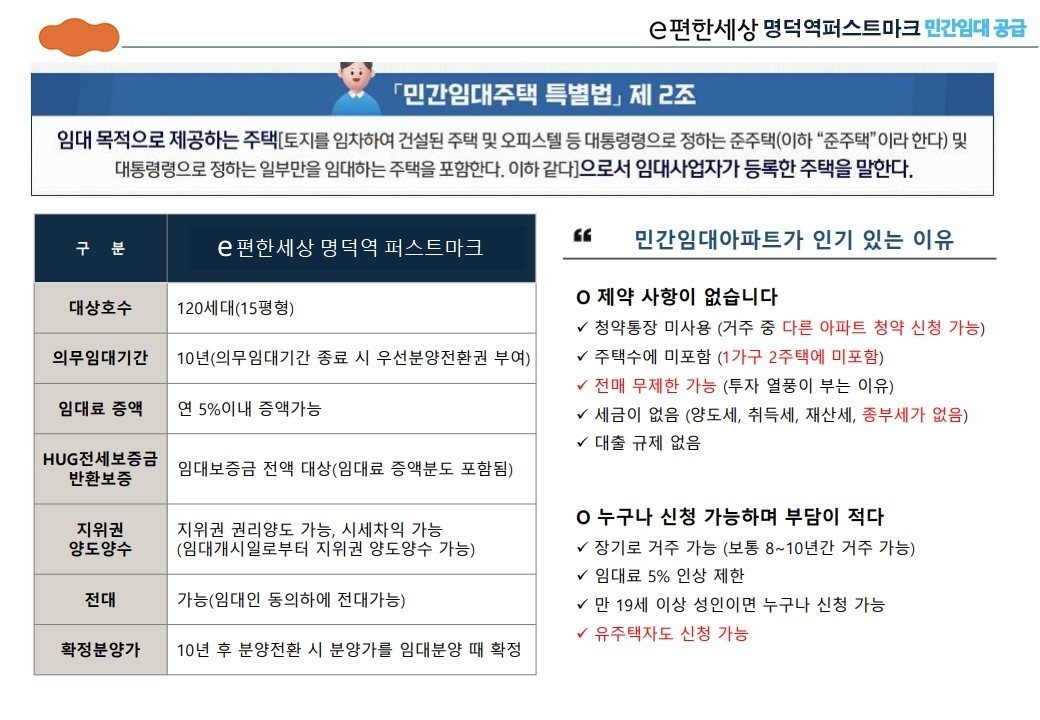 e편한세상 명덕역퍼스트마크 민간임대 공급
「민간임대주택 특별법」 제 2조
임대 목적으로 제공하는 주택[토지를 임차하여 건설된 주택 및 오피스텔 등 대통령령으로 정하는 준주택(이하 “준주택”이라 한다) 및
대통령령으로 정하는 일부만을 임대하는 주택을 포함한다. 이하 같다]으로서 임대사업자가 등록한 주택을 말한다.
구 분
e편한세상 명덕역 퍼스트마크
대상호수
120세대(15평형)
의무임대기간
10년(의무임대기간 종료 시 우선분양전환권 부여)
임대료 증액
연 5%이내 증액가능
HUG전세보증금
반환보증
임대보증금 전액 대상(임대료 증액분도 포함됨)
지위권
양도양수
지위권 권리양도 가능, 시세차익 가능
(임대개시일로부터 지위권 양도양수 가능)
전대
가능(임대인 동의하에 전대가능)
확정분양가
10년 후 분양전환 시 분양가를 임대분양 때 확정
❝ 민간임대아파트가 인기 있는 이유
O 제약 사항이 없습니다
✓ 청약통장 미사용 (거주 중 다른 아파트 청약 신청 가능)
✓ 주택수에 미포함 (1가구 2주택에 미포함)
✓ 전매 무제한 가능 (투자 열풍이 부는 이유)
✓ 세금이 없음 (양도세, 취득세, 재산세, 종부세가 없음)
✓ 대출 규제 없음
O 누구나 신청 가능하며 부담이 적다
✓ 장기로 거주 가능 (보통 8~10년간 거주 가능)
✓ 임대료 5% 인상 제한
✓ 만 19세 이상 성인이면 누구나 신청 가능
✓ 유주택자도 신청 가능